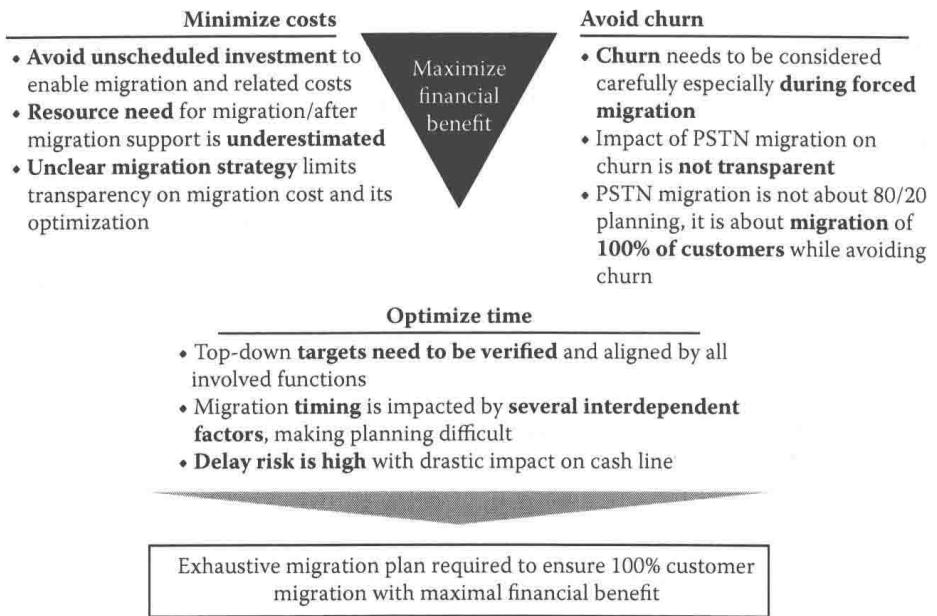 Minimize costs
• Avoid unscheduled investment to
enable migration and related costs
• Resource need for migration/after
migration support is underestimated
• Unclear migration strategy limits
transparency on migration cost and its
optimization
Maximize
financial
benefit
Avoid churn
• Churn needs to be considered
carefully especially during forced
migration
• Impact of PSTN migration on
churn is not transparent
• PSTN migration is not about 80/20
planning, it is about migration of
100% of customers while avoiding
churn
Optimize time
• Top-down targets need to be verified and aligned by all
involved functions
• Migration timing is impacted by several interdependent
factors, making planning difficult
• Delay risk is high with drastic impact on cash line
Exhaustive migration plan required to ensure 100% customer
migration with maximal financial benefit